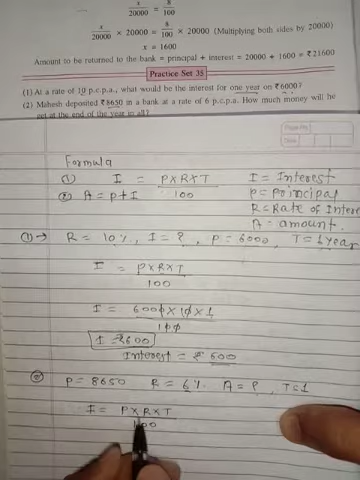 x/20000 = 8/100
x/20000 × 20000 = 8/100 × 20000 (Multiplying both sides by 20000)
x = 1600
Amount to be returned to the bank = principal + interest = 20000 + 1600 = ₹21600
Practice Set 35
(1) At a rate of 10 p.c.p.a., what would be the interest for one year on ₹6000?
(2) Mahesh deposited ₹8650 in a bank at a rate of 6 p.c.p.a. How much money will he
get at the end of the year in all?
Page No.
Date
Formula
(1) I = P×R×T/100 I = Interest
(2) A = P+I P = Principal
R = Rate of Intere
A = amount.
(1) → R = 10%, I = ?, P = 6000, T = 1 year
I = P×R×T/100
I = 6000×10×1/100
I = ₹600
Interest = ₹ 600
(2) P = 8650 R = 6% A = ?, T=1
I = P×R×T/100